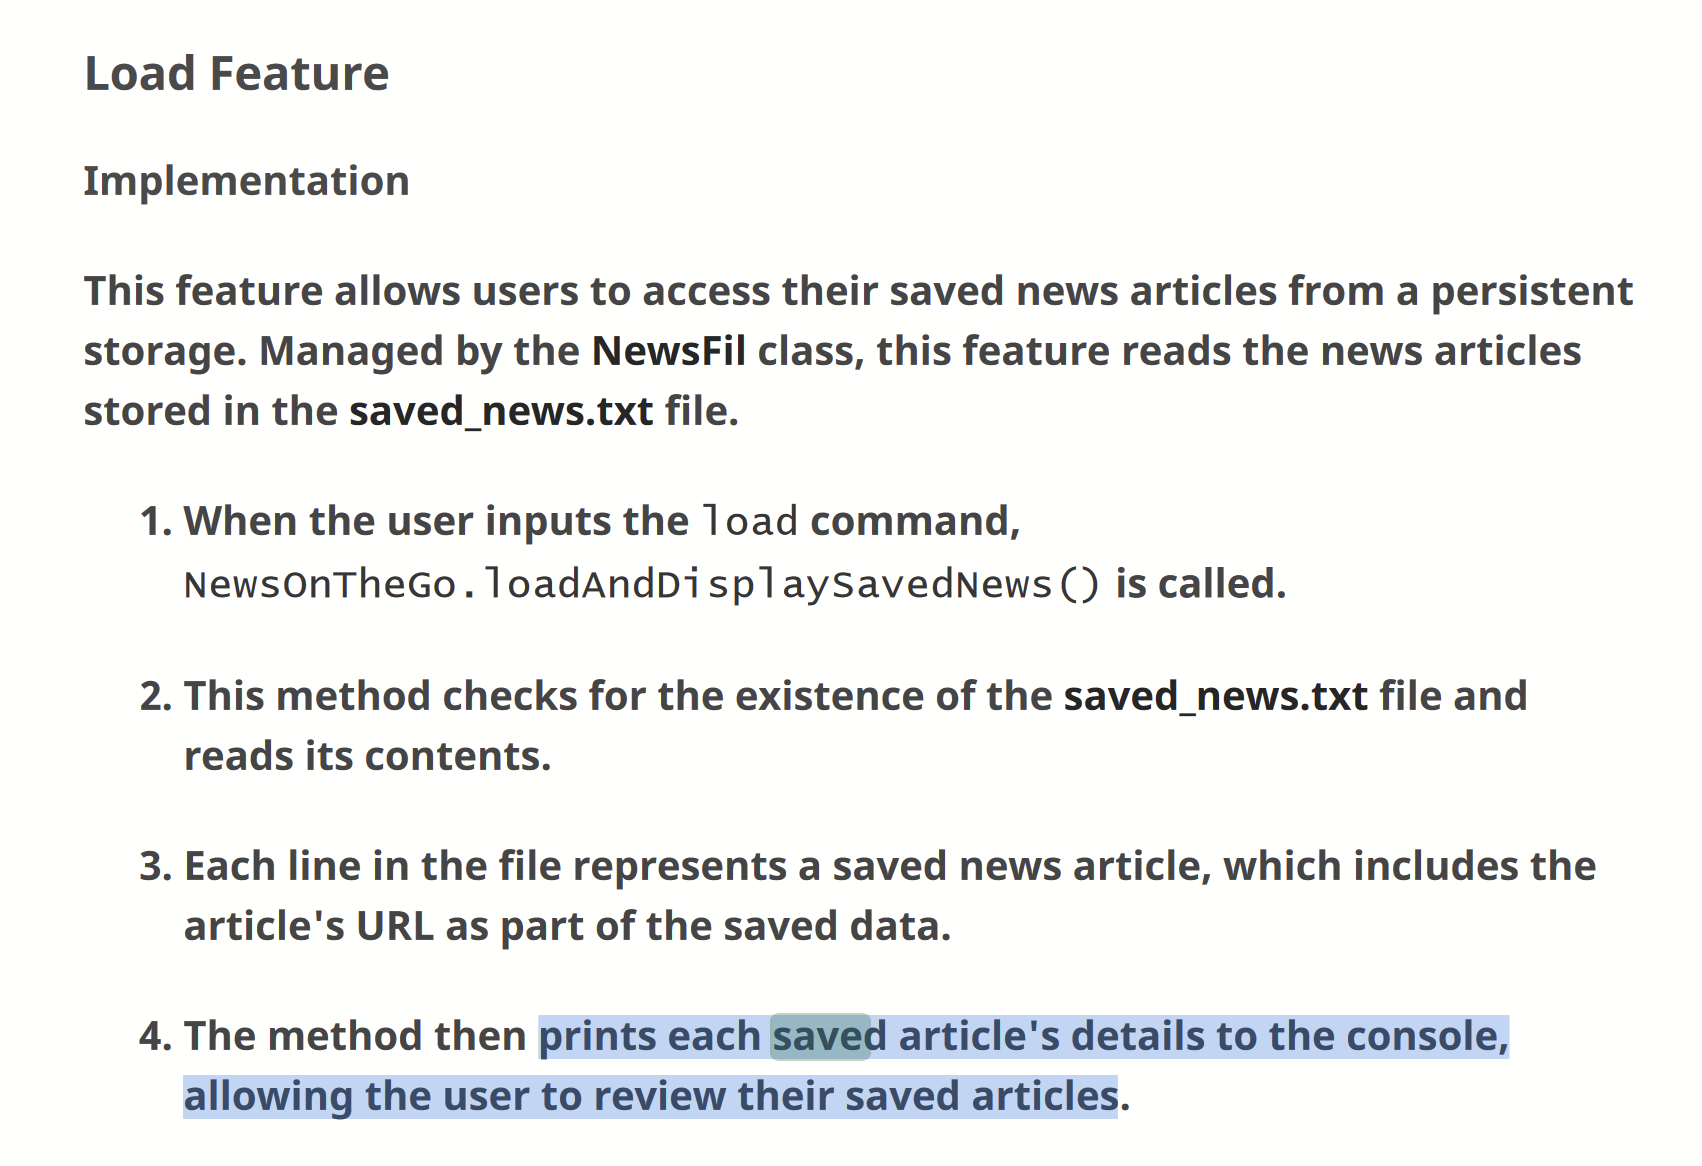 Load Feature
Implementation
This feature allows users to access their saved news articles from a persistent
storage. Managed by the NewsFil class, this feature reads the news articles
stored in the saved_news.txt file.
1. When the user inputs the load command,
NewsOnTheGo.loadAndDisplaySavedNews() is called.
2. This method checks for the existence of the saved_news.txt file and
reads its contents.
3. Each line in the file represents a saved news article, which includes the
article's URL as part of the saved data.
4. The method then prints each saved article's details to the console,
allowing the user to review their saved articles.